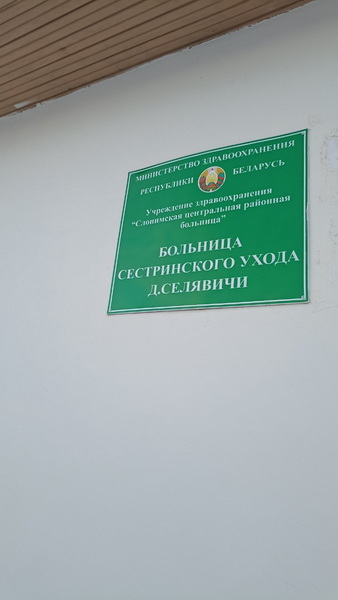 МИНИСТЕРСТВО ЗДРАВООХРАНЕНИЯ
РЕСПУБЛИКИ БЕЛАРУСЬ
Учреждение здравоохранения
"Слонимская центральная районная
больница"
БОЛЬНИЦА
СЕСТРИНСКОГО УХОДА
Д.СЕЛЯВИЧИ